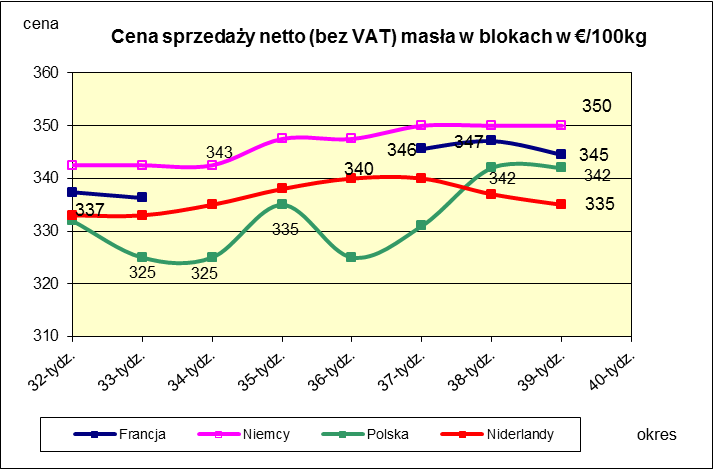 cena
Cena sprzedaży netto (bez VAT) masła w blokach w €/100kg
360
350
340
330
320
310
350
343
346
347
345
340
342
342
337
335
335
325
325
32-tydz.
33-tydz.
34-tydz.
35-tydz.
36-tydz.
37-tydz.
38-tydz.
39-tydz.
40-tydz.
Francja
Niemcy
Polska
Niderlandy
okres